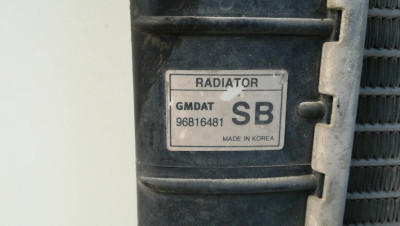 RADIATOR
GMDAT
96816481 SB
MADE IN KOREA